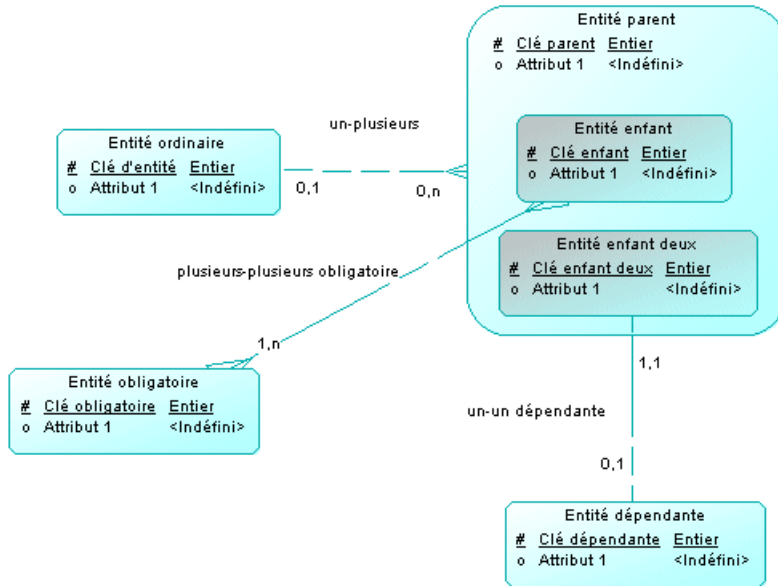 Entité parent
# Clé parent Entier
o Attribut 1 <Indéfini>
un-plusieurs
Entité ordinaire
# Clé d'entité Entier
o Attribut 1 <Indéfini>
0,1
0,n
Entité enfant
# Clé enfant Entier
o Attribut 1 <Indéfini>
Entité enfant deux
# Clé enfant deux Entier
o Attribut 1 <Indéfini>
plusieurs-plusieurs obligatoire
1,n
Entité obligatoire
# Clé obligatoire Entier
o Attribut 1 <Indéfini>
1,1
un-un dépendante
0,1
Entité dépendante
# Clé dépendante Entier
o Attribut 1 <Indéfini>